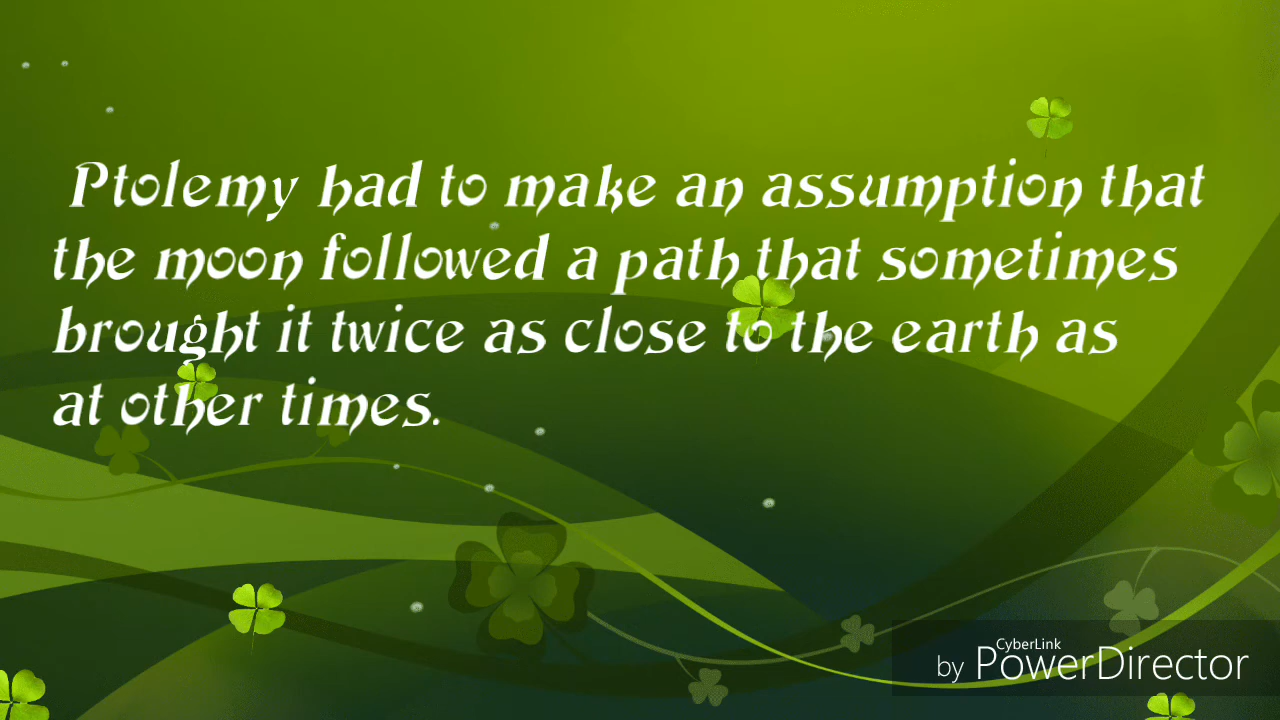 Ptolemy had to make an assumption that
the moon followed a path that sometimes
brought it twice as close to the earth as
at other times.
CyberLink
by PowerDirector